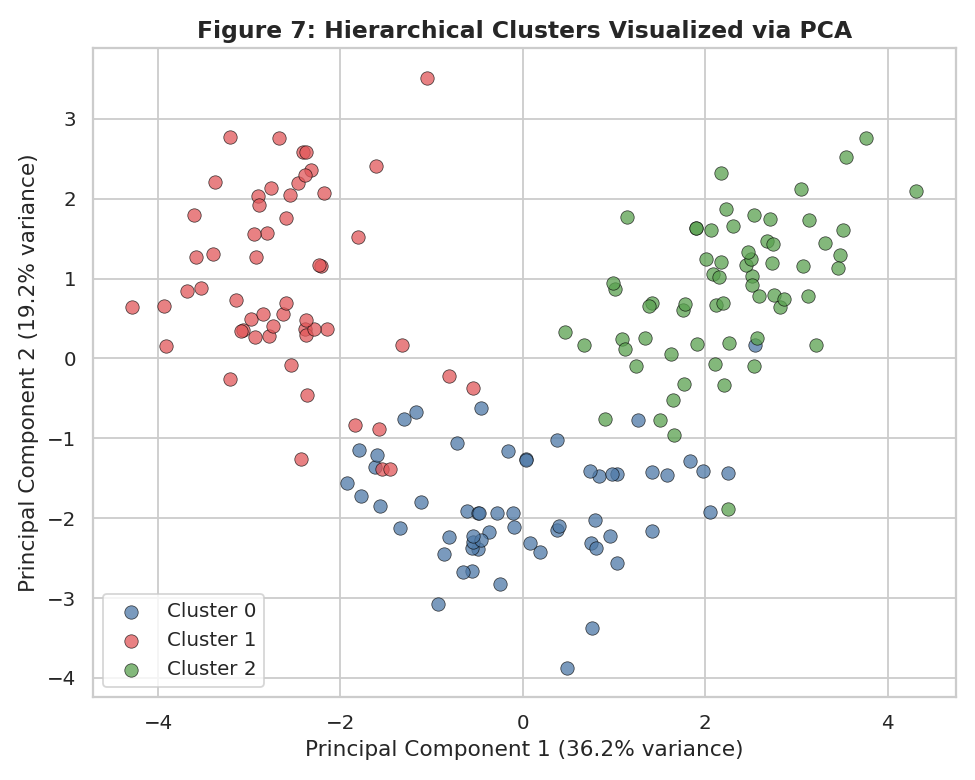 Figure 7: Hierarchical Clusters Visualized via PCA
3
2
1
0
−1
−2
−3
−4
Principal Component 2 (19.2% variance)
Cluster 0
Cluster 1
Cluster 2
−4
−2
0
2
4
Principal Component 1 (36.2% variance)